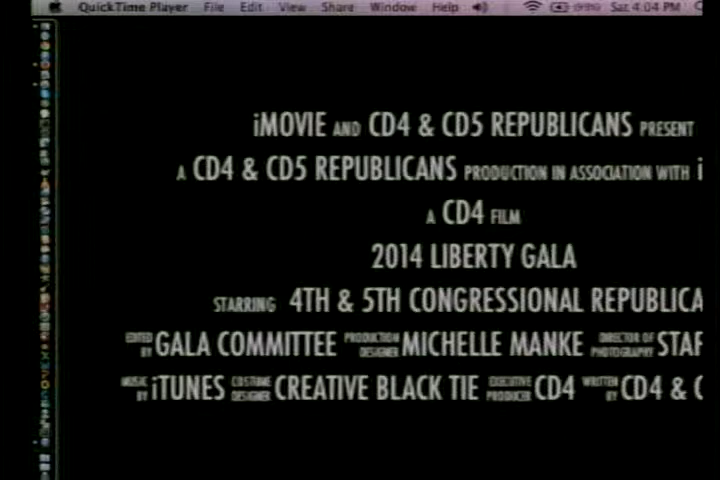 QuickTime Player File Edit View Share Window Help Sat 4:04 PM
iMOVIE AND CD4 & CD5 REPUBLICANS PRESENT
A CD4 & CD5 REPUBLICANS PRODUCTION IN ASSOCIATION WITH i
A CD4 FILM
2014 LIBERTY GALA
STARRING 4TH & 5TH CONGRESSIONAL REPUBLICA
EDITED BY GALA COMMITTEE PRODUCTION DESIGNER MICHELLE MANKE DIRECTOR OF PHOTOGRAPHY STAF
MUSIC BY iTUNES COSTUME DESIGNER CREATIVE BLACK TIE EXECUTIVE PRODUCER CD4 WRITTEN BY CD4 & C